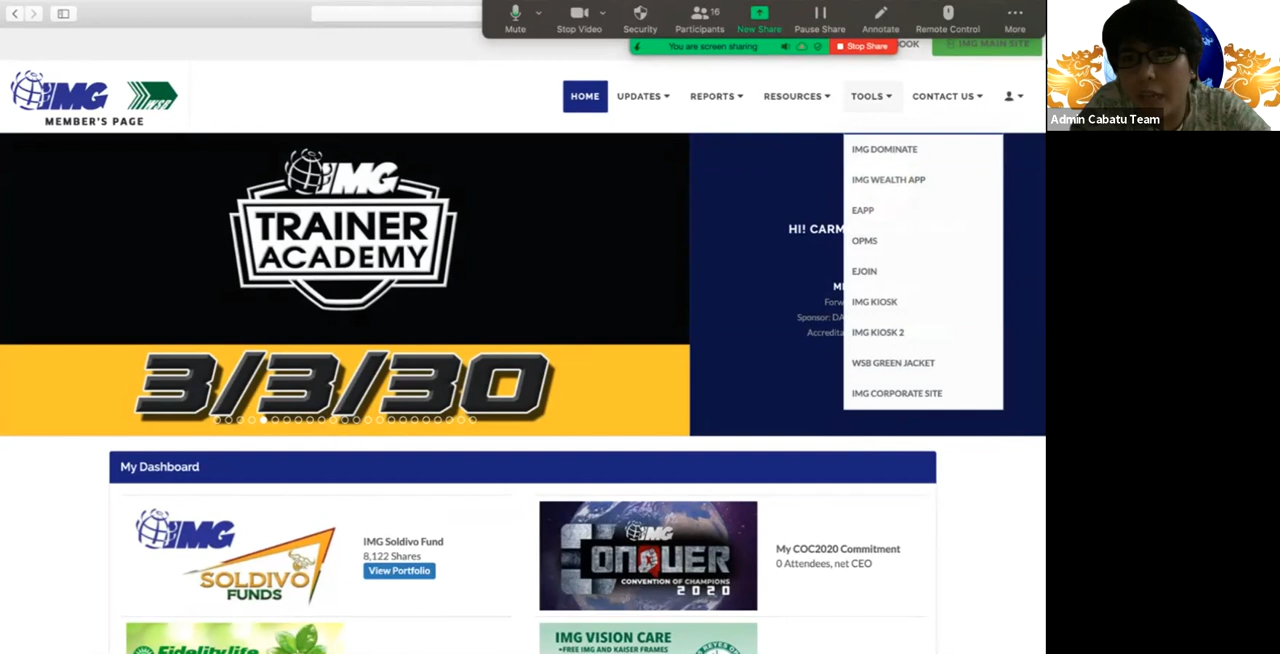 Mute
Stop Video
Security
Participants
16
New Share
Pause Share
Annotate
Remote Control
More
You are screen sharing
Stop Share
OOK
IMG MAIN SITE
Admin Cabatu Team
IMG
WSB
MEMBER'S PAGE
HOME
UPDATES
REPORTS
RESOURCES
TOOLS
CONTACT US
IMG DOMINATE
IMG WEALTH APP
EAPP
OPMS
EJOIN
IMG KIOSK
IMG KIOSK 2
WSB GREEN JACKET
IMG CORPORATE SITE
IMG
TRAINER
ACADEMY
3/3/30
HI! CARM
M
Forw
Sponsor: DA
Accredita
My Dashboard
IMG
SOLDIVO
FUNDS
IMG Soldivo Fund
8,122 Shares
View Portfolio
IMG
CONQUER
CONVENTION OF CHAMPIONS
2020
My COC2020 Commitment
0 Attendees, net CEO
Fidelitylife
IMG VISION CARE
•FREE IMG AND KAISER FRAMES